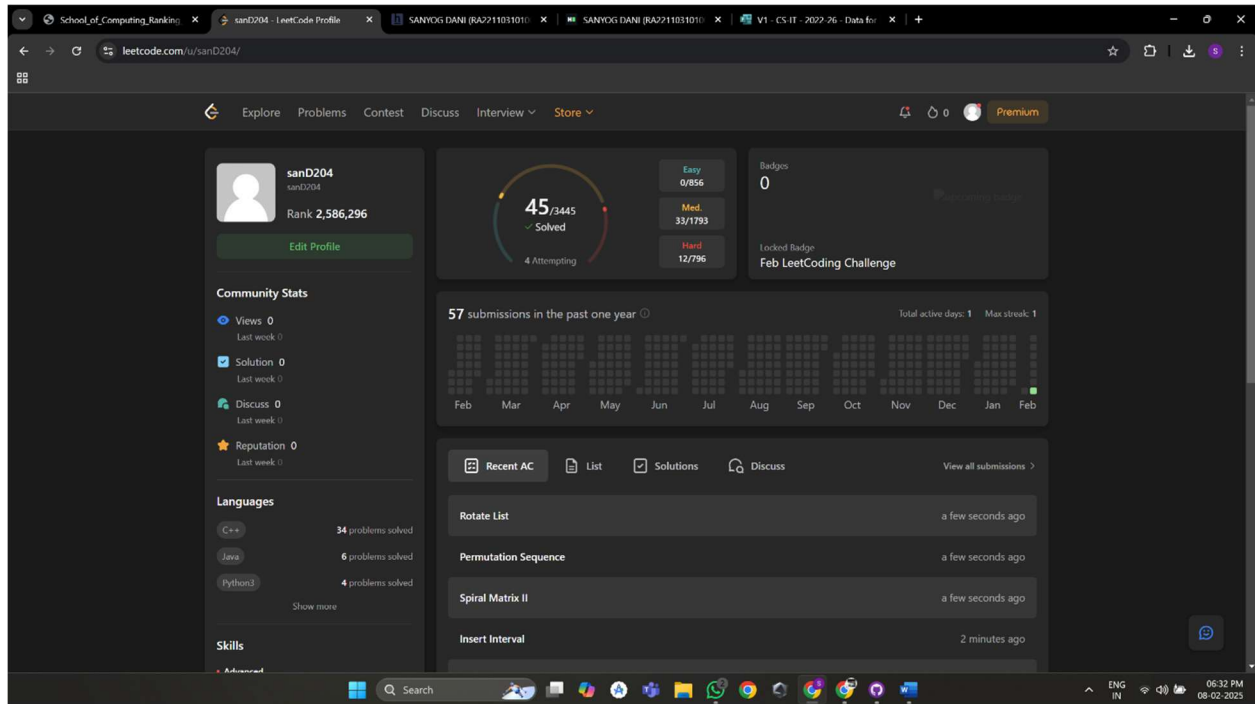 School_of_Computing_Ranking
sanD204 - LeetCode Profile
SANYOG DANI (RA2211031010
SANYOG DANI (RA2211031010
V1 - CS-IT - 2022-26 - Data for
leetcode.com/u/sanD204/
Explore Problems Contest Discuss Interview Store
0 Premium
sanD204
sanD204
Rank 2,586,296
Edit Profile
Community Stats
Views 0
Last week 0
Solution 0
Last week 0
Discuss 0
Last week 0
Reputation 0
Last week 0
Languages
C++ 34 problems solved
Java 6 problems solved
Python3 4 problems solved
Show more
Skills
Advanced
45/3445
Solved
4 Attempting
Easy
0/856
Med.
33/1793
Hard
12/796
Badges
0
Locked Badge
Feb LeetCoding Challenge
57 submissions in the past one year
Total active days: 1 Max streak: 1
Feb Mar Apr May Jun Jul Aug Sep Oct Nov Dec Jan Feb
Recent AC List Solutions Discuss View all submissions
Rotate List a few seconds ago
Permutation Sequence a few seconds ago
Spiral Matrix II a few seconds ago
Insert Interval 2 minutes ago
Search
ENG
IN
06:32 PM
08-02-2025